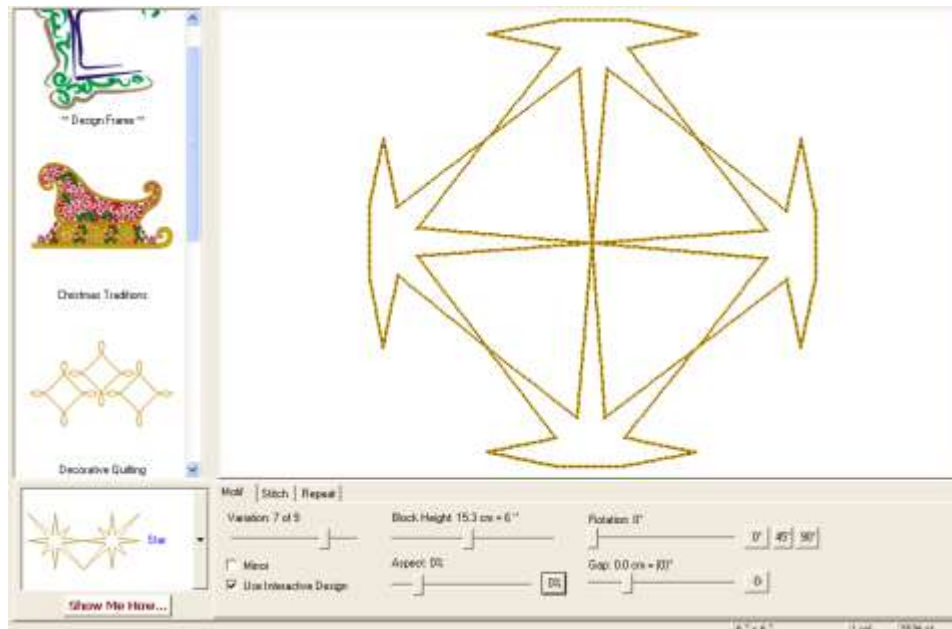 ** Design Frame **
Christmas Traditions
Decorative Quilting
Star
Show Me How...
Motif Stitch Repeat
Variation: 7 of 9
Block Height: 15.3 cm = 6 "
Rotation: 0°
0° 45° 90°
Mirror
Aspect: 0%
0%
Gap: 0.0 cm = (0)"
0
Use Interactive Design